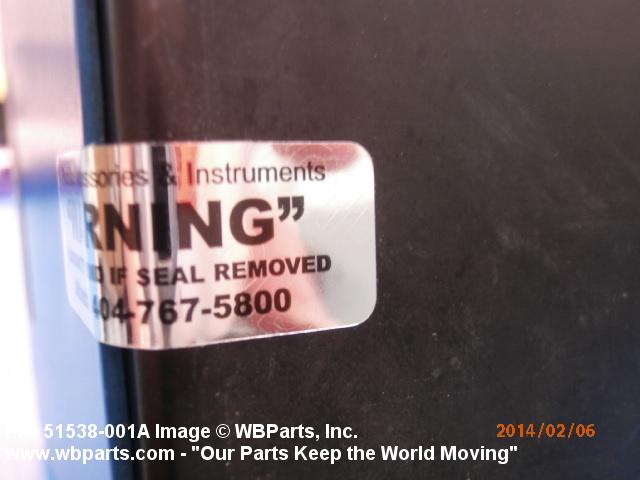 & Instruments
RNING”
IF SEAL REMOVED
404-767-5800
51538-001A Image © WBParts, Inc.
2014/02/06
www.wbparts.com - "Our Parts Keep the World Moving"